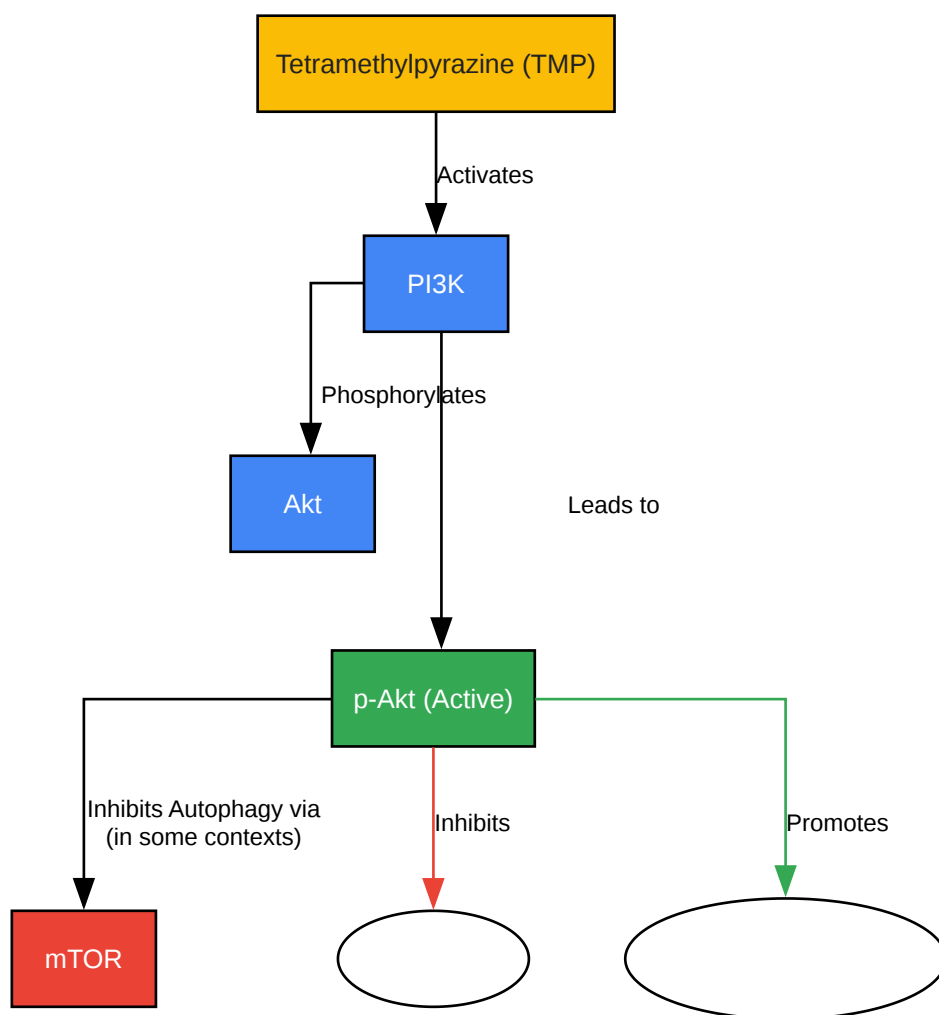 Tetramethylpyrazine (TMP)
Activates
PI3K
Phosphorylates
Akt
Leads to
p-Akt (Active)
Inhibits Autophagy via
(in some contexts)
Inhibits
Promotes
mTOR